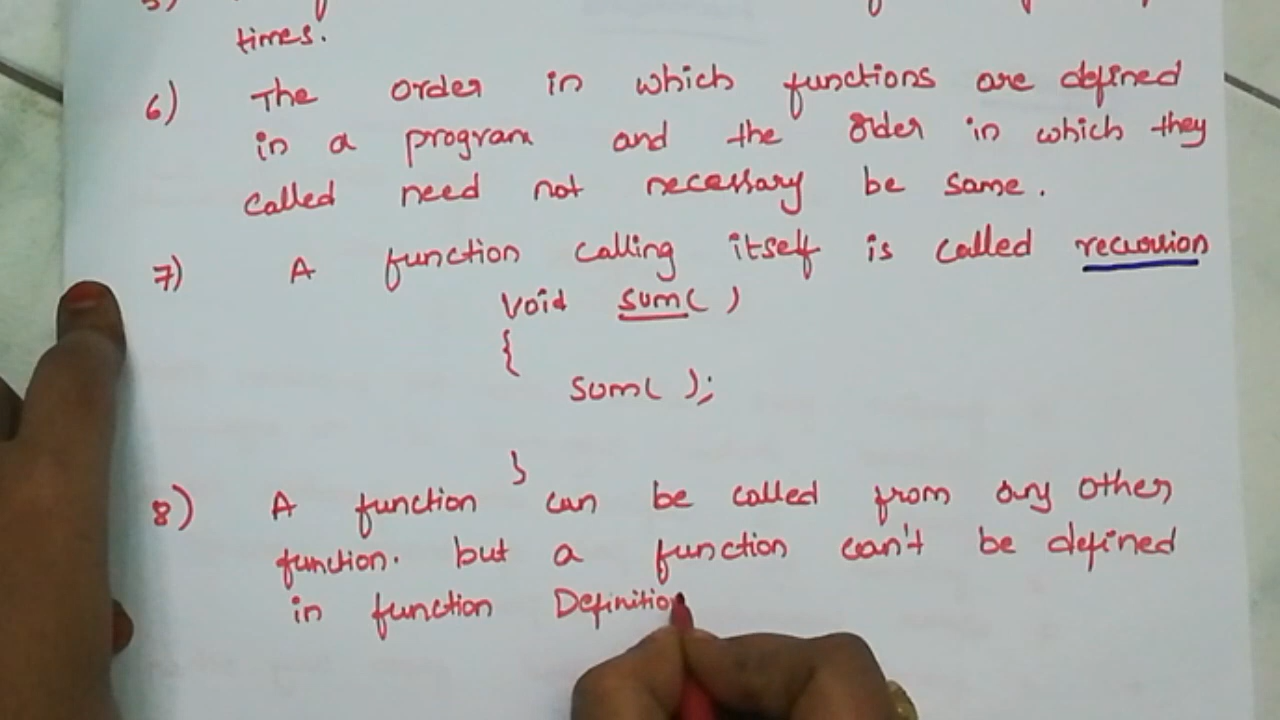 times.
6) The order in which functions are defined
in a program and the order in which they
called need not necessary be same.
7) A function calling itself is called recursion
void sum( )
{
sum( );
}
8) A function can be called from any other
function. but a function can't be defined
in function Definition